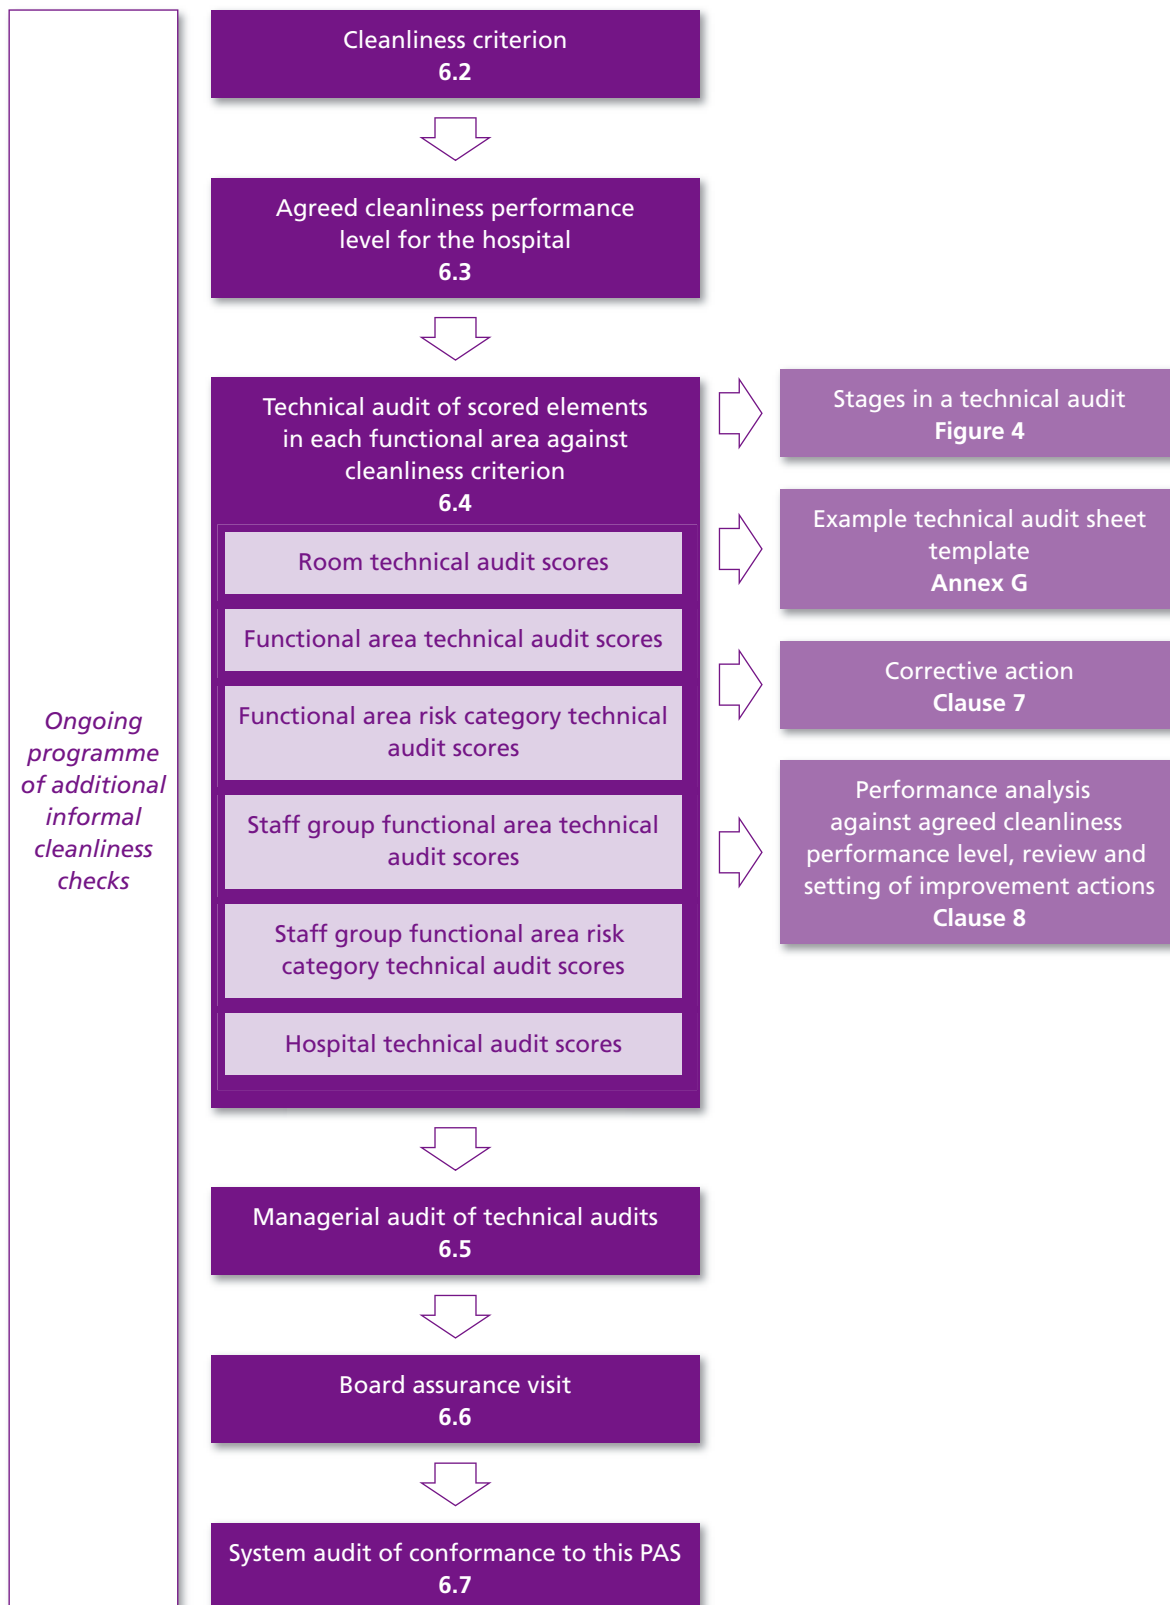 Ongoing
programme
of additional
informal
cleanliness
checks
Cleanliness criterion
6.2
Agreed cleanliness performance
level for the hospital
6.3
Technical audit of scored elements
in each functional area against
cleanliness criterion
6.4
Room technical audit scores
Functional area technical audit scores
Functional area risk category technical
audit scores
Staff group functional area technical
audit scores
Staff group functional area risk
category technical audit scores
Hospital technical audit scores
Stages in a technical audit
Figure 4
Example technical audit sheet
template
Annex G
Corrective action
Clause 7
Performance analysis
against agreed cleanliness
performance level, review and
setting of improvement actions
Clause 8
Managerial audit of technical audits
6.5
Board assurance visit
6.6
System audit of conformance to this PAS
6.7